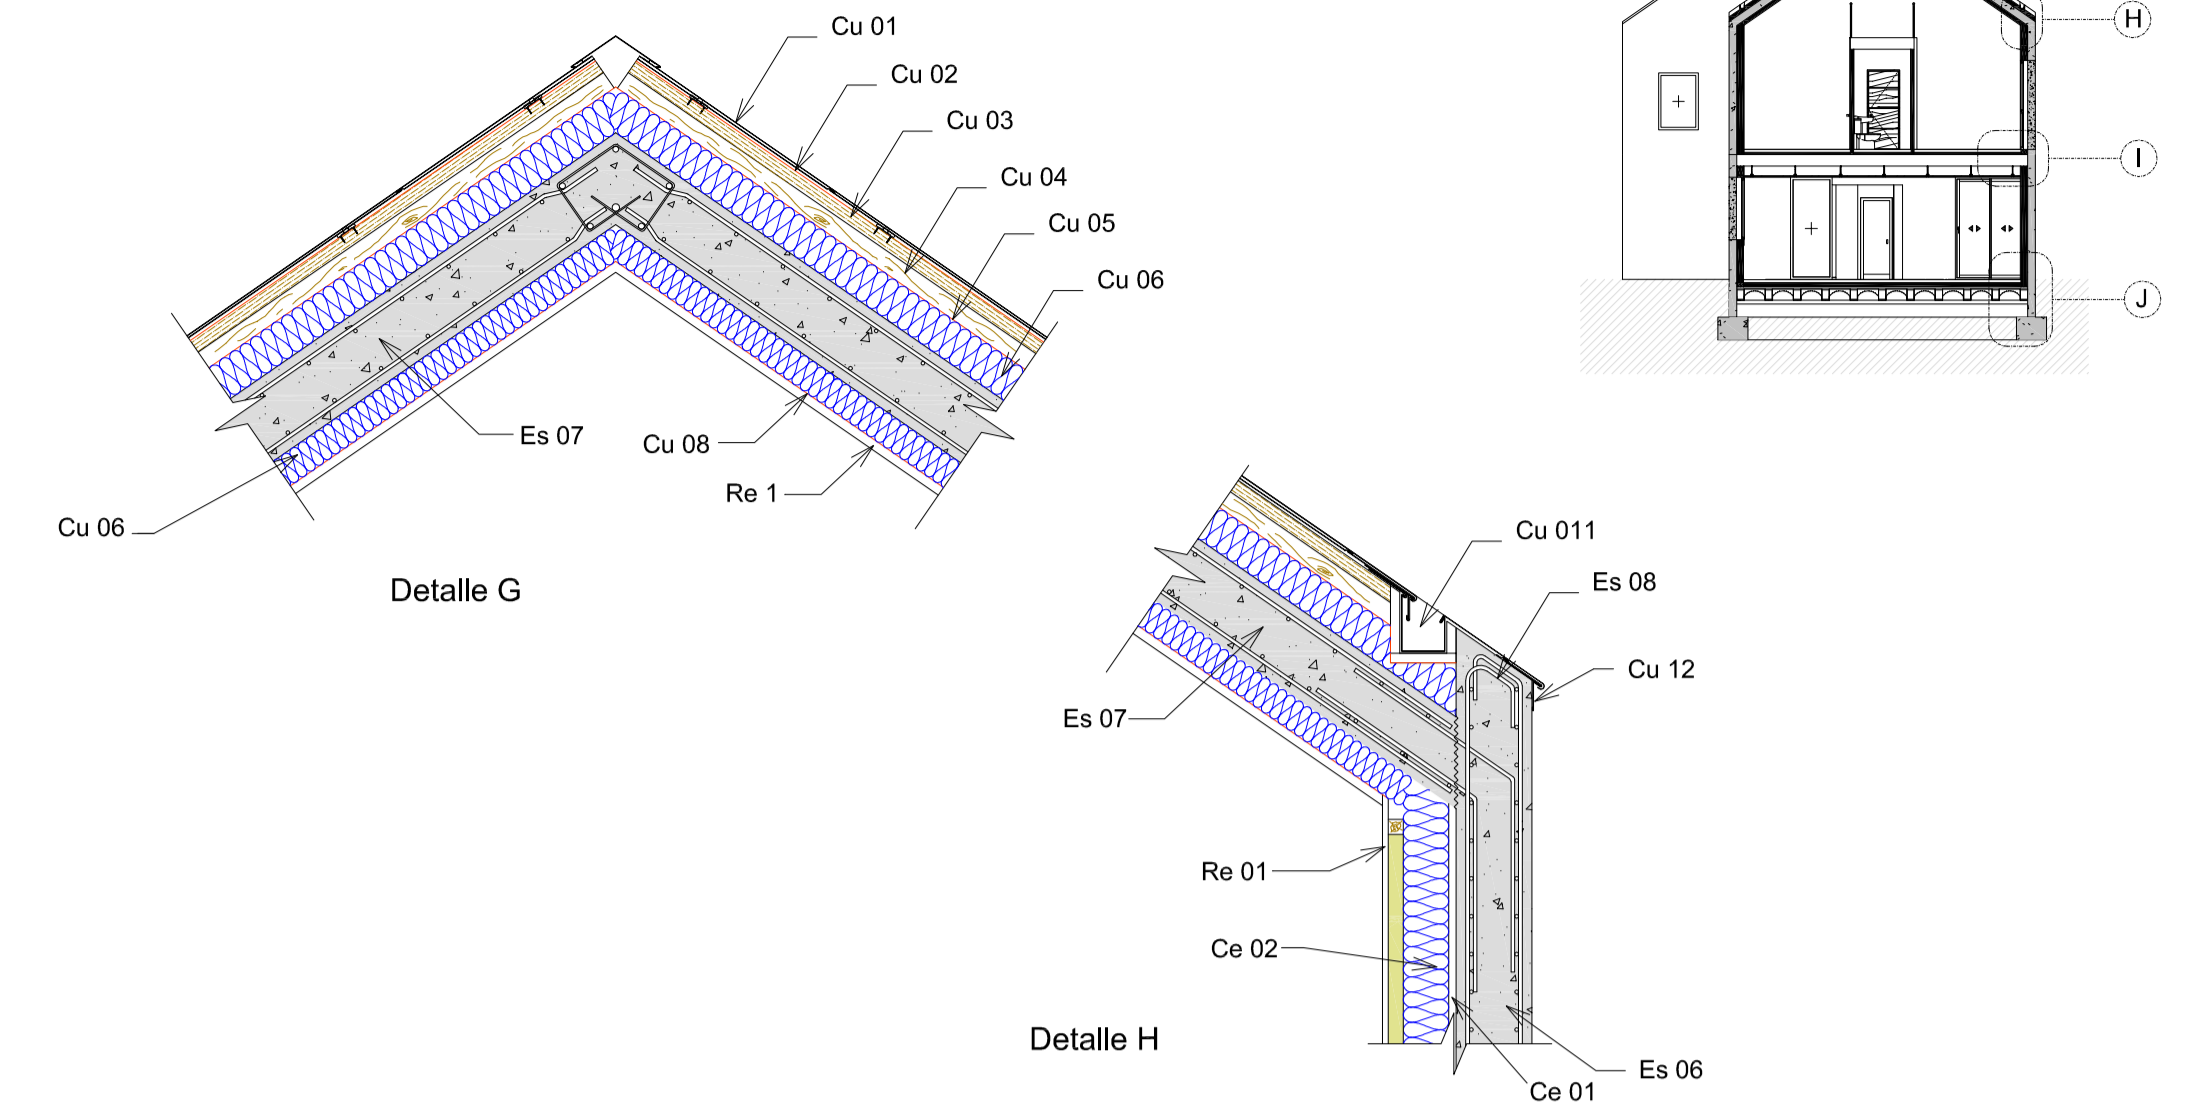 Cu 01
Cu 02
Cu 03
Cu 04
Cu 05
Cu 06
Es 07
Cu 08
Re 1
Cu 06
Detalle G
H
I
J
Cu 011
Es 08
Cu 12
Es 07
Re 01
Ce 02
Detalle H
Es 06
Ce 01